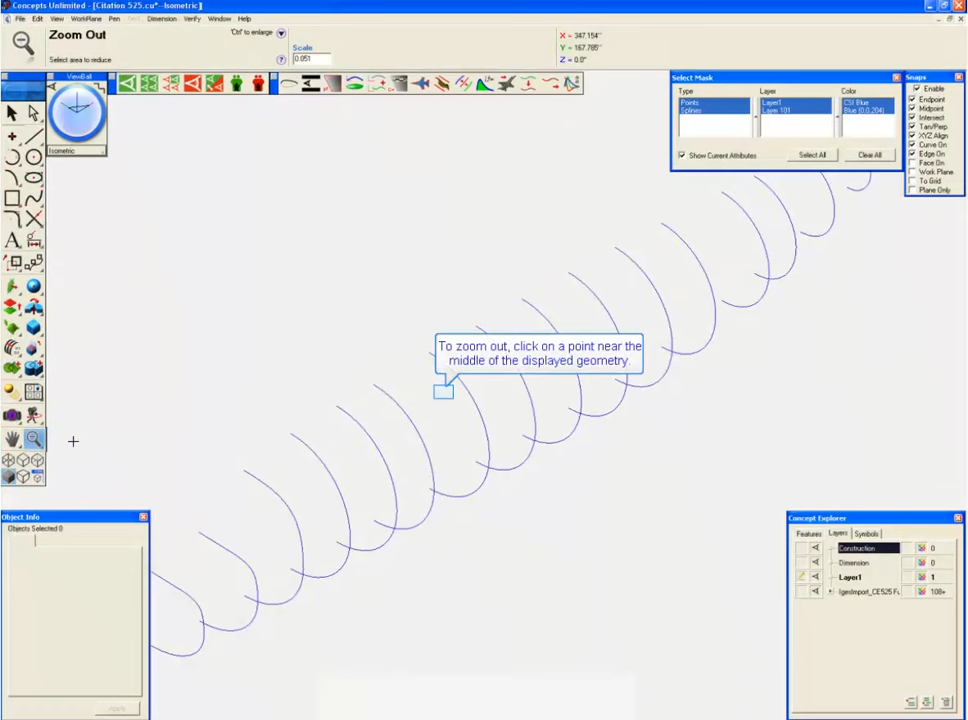 Concepts Unlimited - [Citation 525.cu*--Isometric]
File Edit View WorkPlane Pen Dimension Verify Window Help
Zoom Out
'Ctrl' to enlarge
Select area to reduce
Scale
0.051
X = 347.154"
Y = 167.785"
Z = 0.0"
ViewBall
Isometric
Select Mask
Type
Layer
Color
Points
Splines
Layer1
Layer 101
CSI Blue
Blue (0,0,204)
Show Current Attributes
Select All
Clear All
Snaps
Enable
Endpoint
Midpoint
Intersect
Tan/Perp
XYZ Align
Curve On
Edge On
Face On
Work Plane
To Grid
Plane Only
To zoom out, click on a point near the
middle of the displayed geometry.
Object Info
Objects Selected 0
Apply
Concept Explorer
Features Layers Symbols
Construction 0
Dimension 0
Layer1 1
IgesImport_CE525 Fu 108+